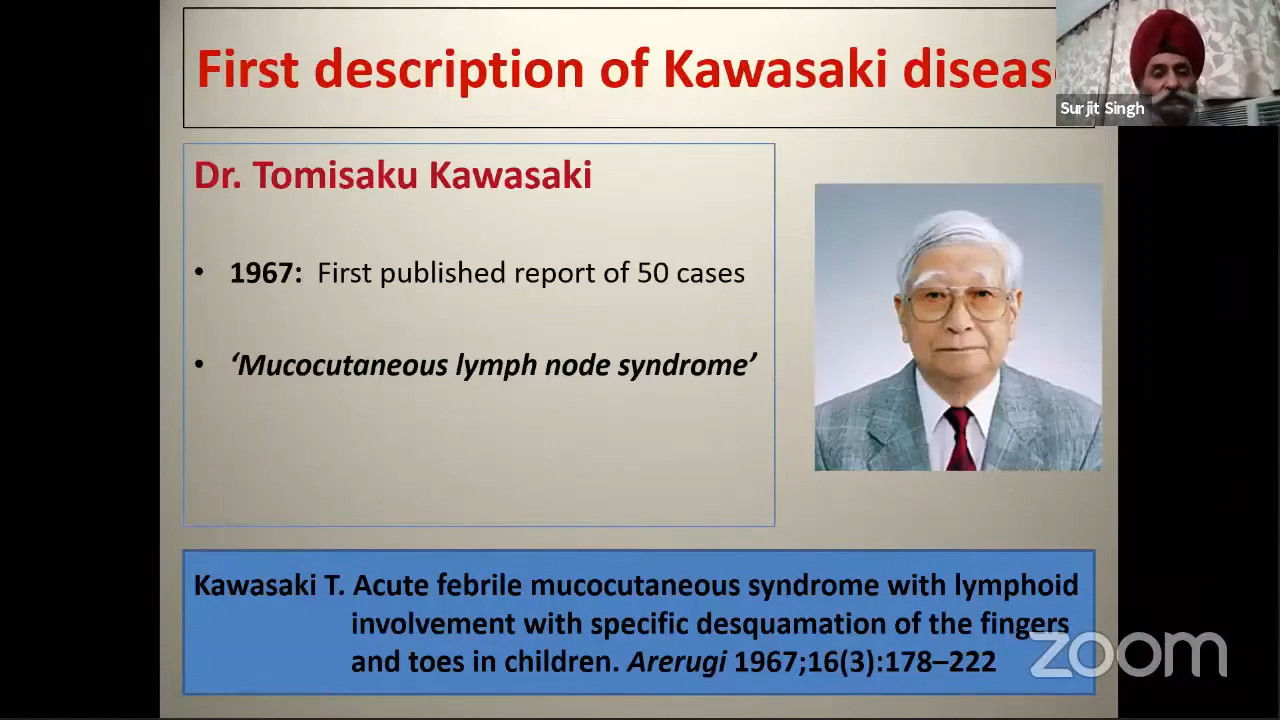 First description of Kawasaki diseas
Surjit Singh
Dr. Tomisaku Kawasaki
• 1967: First published report of 50 cases
• ‘Mucocutaneous lymph node syndrome’
Kawasaki T. Acute febrile mucocutaneous syndrome with lymphoid
involvement with specific desquamation of the fingers
and toes in children. Arerugi 1967;16(3):178–222
zoom